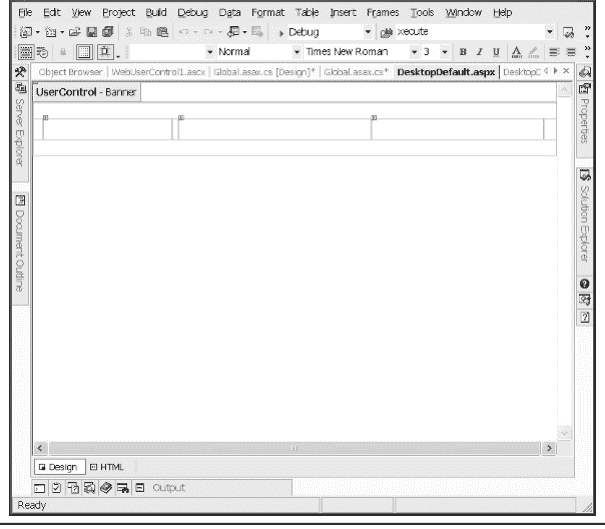 File Edit View Project Build Debug Data Format Table Insert Frames Tools Window Help
Debug xecute
Normal Times New Roman 3 B I U A
Object Browser WebUserControl1.ascx Global.asax.cs [Design]* Global.asax.cs* DesktopDefault.aspx DesktopD
UserControl - Banner
Server Explorer
Document Outline
Properties
Solution Explorer
Design HTML
Output
Ready